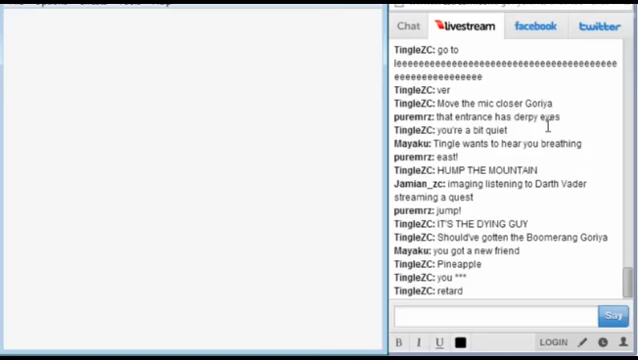 Chat livestream facebook twitter
TingleZC: go to
leeeeeeeeeeeeeeeeeeeeeeeeeeeeeeeeeeeeeeeee
eeeeeeeeeeeeeeee
TingleZC: ver
TingleZC: Move the mic closer Goriya
puremrz: that entrance has derpy eyes
TingleZC: you're a bit quiet
Mayaku: Tingle wants to hear you breathing
puremrz: east!
TingleZC: HUMP THE MOUNTAIN
Jamian_zc: imaging listening to Darth Vader
streaming a quest
puremrz: jump!
TingleZC: IT'S THE DYING GUY
TingleZC: Should've gotten the Boomerang Goriya
Mayaku: you got a new friend
TingleZC: Pineapple
TingleZC: you ***
TingleZC: retard
Say
B I U LOGIN